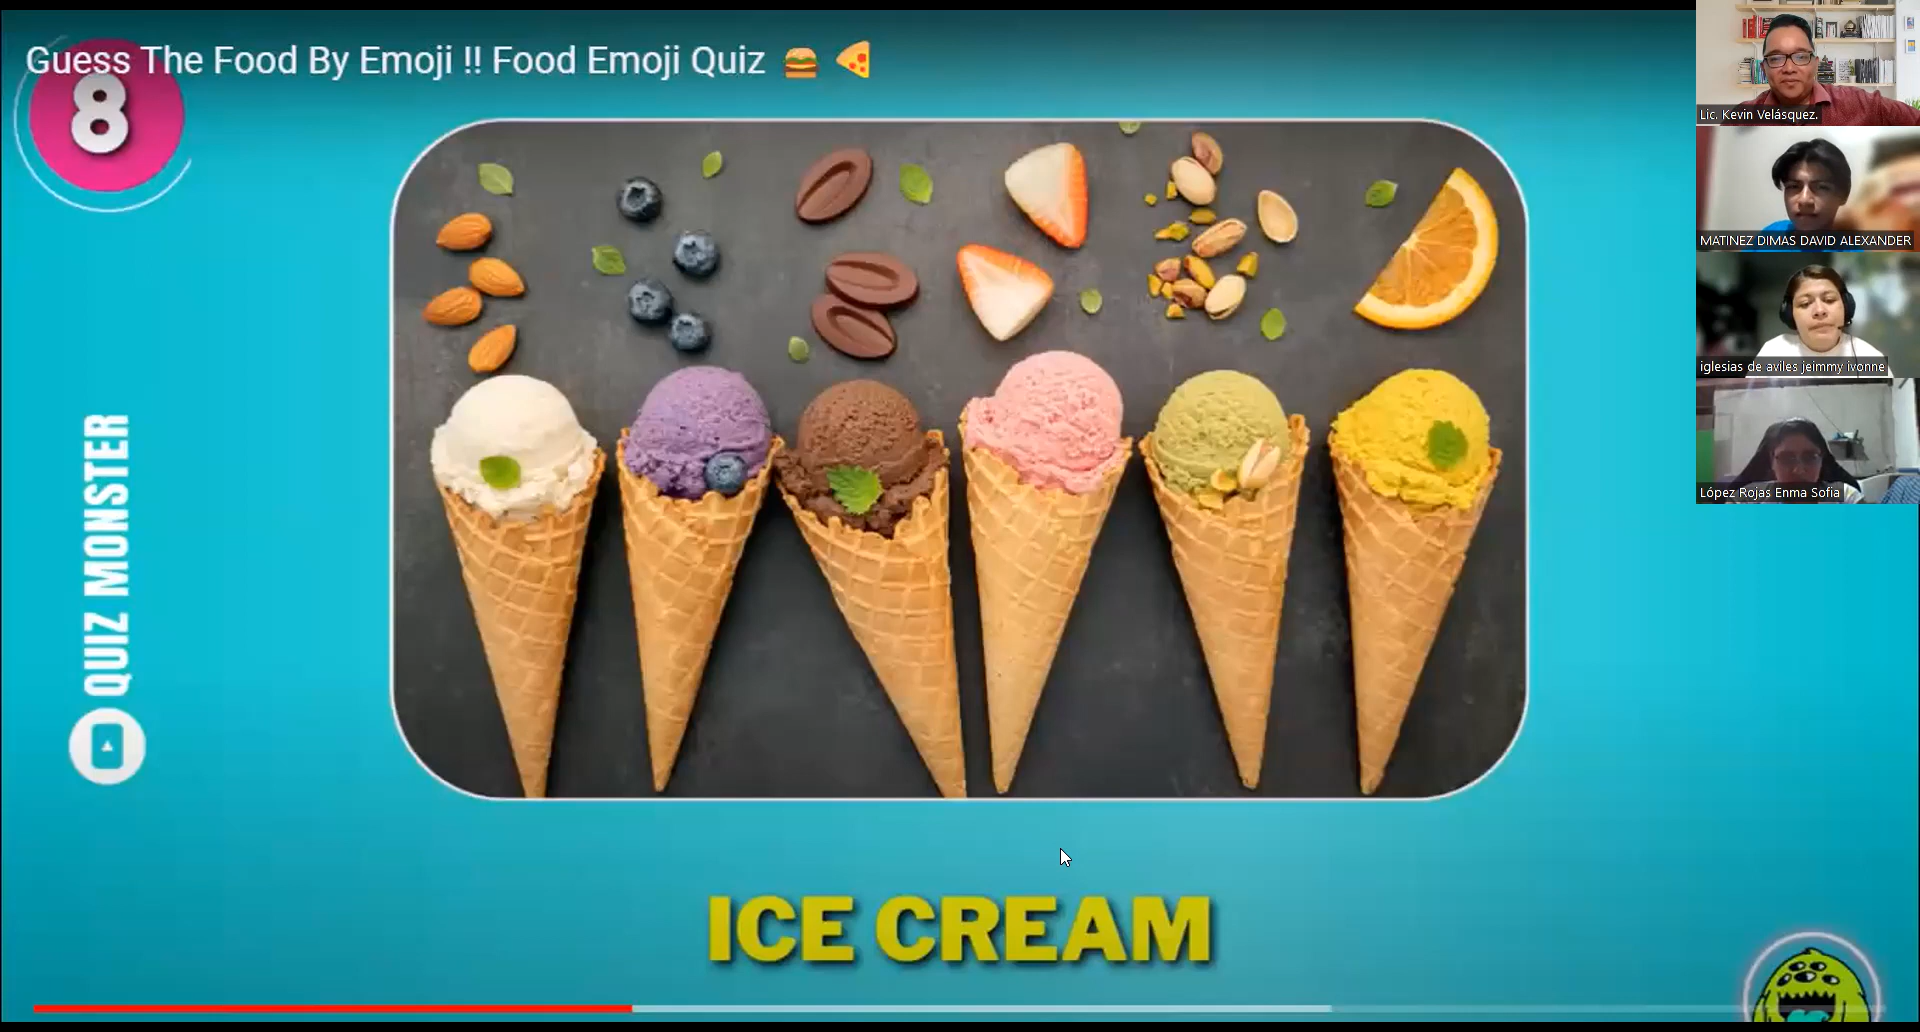 Guess The Food By Emoji !! Food Emoji Quiz 🍔 🍕
8
QUIZ MONSTER
ICE CREAM
Lic. Kevin Velásquez.
MATINEZ DIMAS DAVID ALEXANDER
iglesias de aviles jeimmy ivonne
López Rojas Enma Sofia